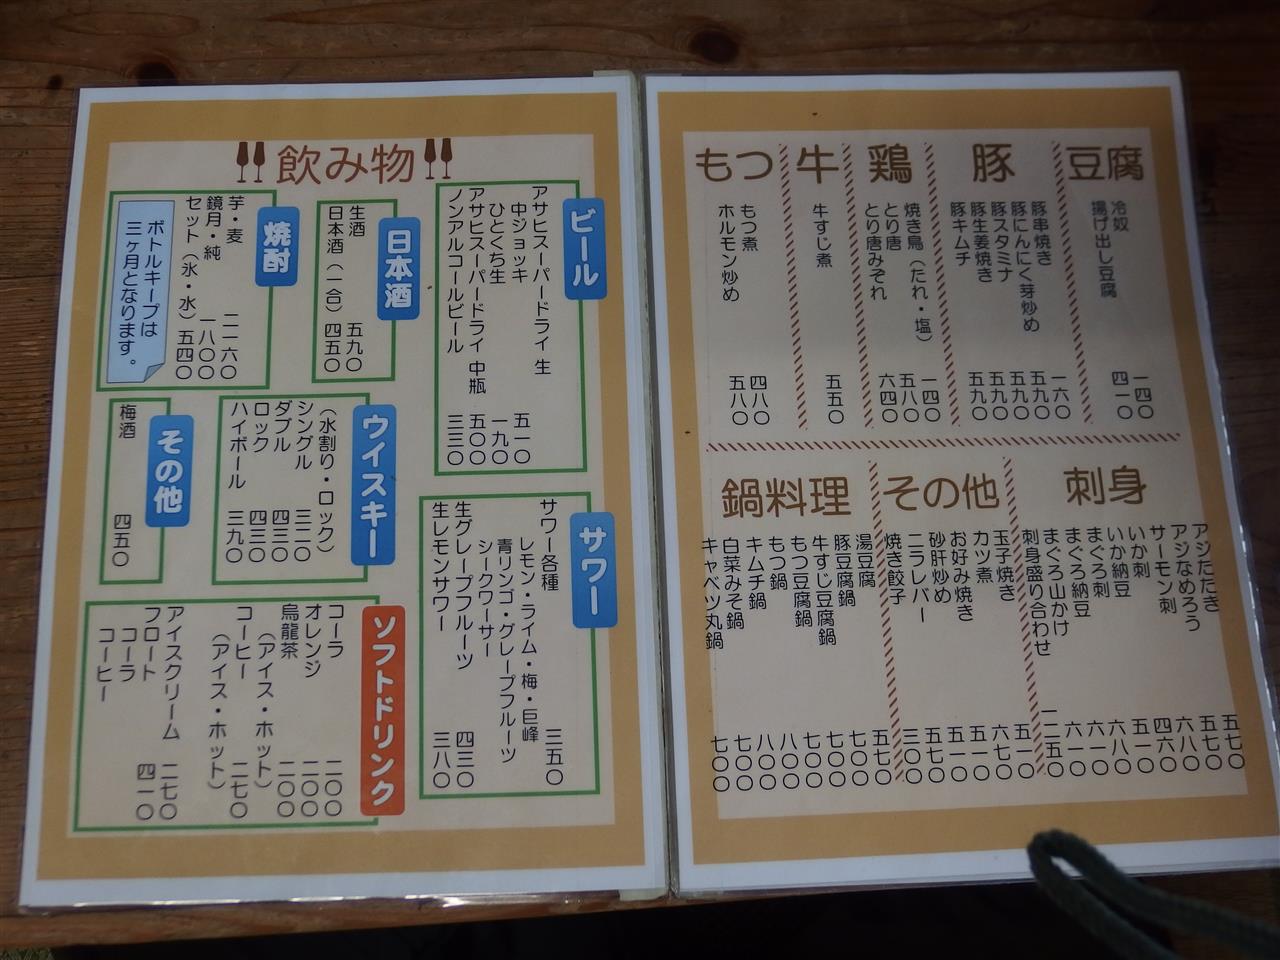 飲み物
ビール
アサヒスーパードライ 生
中ジョッキ 五一〇
ひとくち生 一九〇
アサヒスーパードライ 中瓶 五〇〇
ノンアルコールビール 三三〇
日本酒
生酒 五九〇
日本酒(一合) 四五〇
焼酎
芋・麦 二一六〇
鏡月・純 一八〇〇
セット(氷・水) 五四〇
ボトルキープは
三ヶ月となります。
サワー
サワー各種 三五〇
レモン・ライム・梅・巨峰
青リンゴ・グレープフルーツ
シークワーサー
生グレープフルーツ 四三〇
生レモンサワー 三八〇
ウイスキー
(水割り・ロック)
シングル 三二〇
ダブル 四三〇
ロック 四三〇
ハイボール 三九〇
その他
梅酒 四五〇
ソフトドリンク
コーラ 二〇〇
オレンジ 二〇〇
烏龍茶 二〇〇
(アイス・ホット)
コーヒー 二七〇
(アイス・ホット)
アイスクリーム 二七〇
フロート 四一〇
コーラ
コーヒー
豆腐
冷奴 一四〇
揚げ出し豆腐 四一〇
豚
豚串焼き 一六〇
豚にんにく芽炒め 五九〇
豚スタミナ 五九〇
豚生姜焼き 五九〇
豚キムチ 五九〇
鶏
焼き鳥(たれ・塩) 一四〇
とり唐 五八〇
とり唐みぞれ 六四〇
牛
牛すじ煮 五五〇
もつ
もつ煮 四八〇
ホルモン炒め 五八〇
刺身
アジたたき 五七〇
アジなめろう 五七〇
サーモン刺 六八〇
いか刺 四六〇
いか納豆 五一〇
まぐろ刺 六八〇
まぐろ納豆 六一〇
まぐろ山かけ 六一〇
刺身盛り合わせ 一二五〇
その他
玉子焼き 五一〇
カツ煮 六七〇
お好み焼き 五一〇
砂肝炒め 五一〇
ニラレバー 五七〇
焼き餃子 三〇〇
鍋料理
湯豆腐 五七〇
豚豆腐鍋 七〇〇
牛すじ豆腐鍋 七〇〇
もつ豆腐鍋 七〇〇
もつ鍋 八〇〇
キムチ鍋 八〇〇
白菜みそ鍋 七〇〇
キャベツ丸鍋 七〇〇